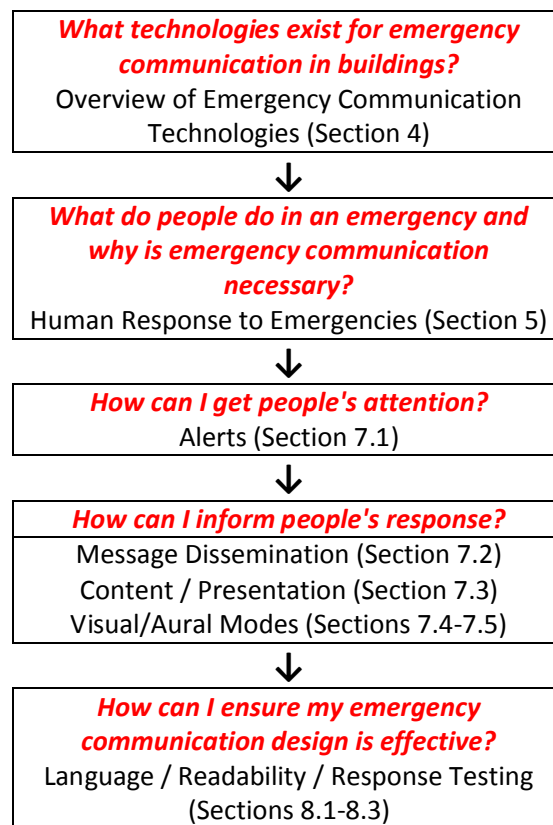 What technologies exist for emergency
communication in buildings?
Overview of Emergency Communication
Technologies (Section 4)
What do people do in an emergency and
why is emergency communication
necessary?
Human Response to Emergencies (Section 5)
How can I get people's attention?
Alerts (Section 7.1)
How can I inform people's response?
Message Dissemination (Section 7.2)
Content / Presentation (Section 7.3)
Visual/Aural Modes (Sections 7.4-7.5)
How can I ensure my emergency
communication design is effective?
Language / Readability / Response Testing
(Sections 8.1-8.3)